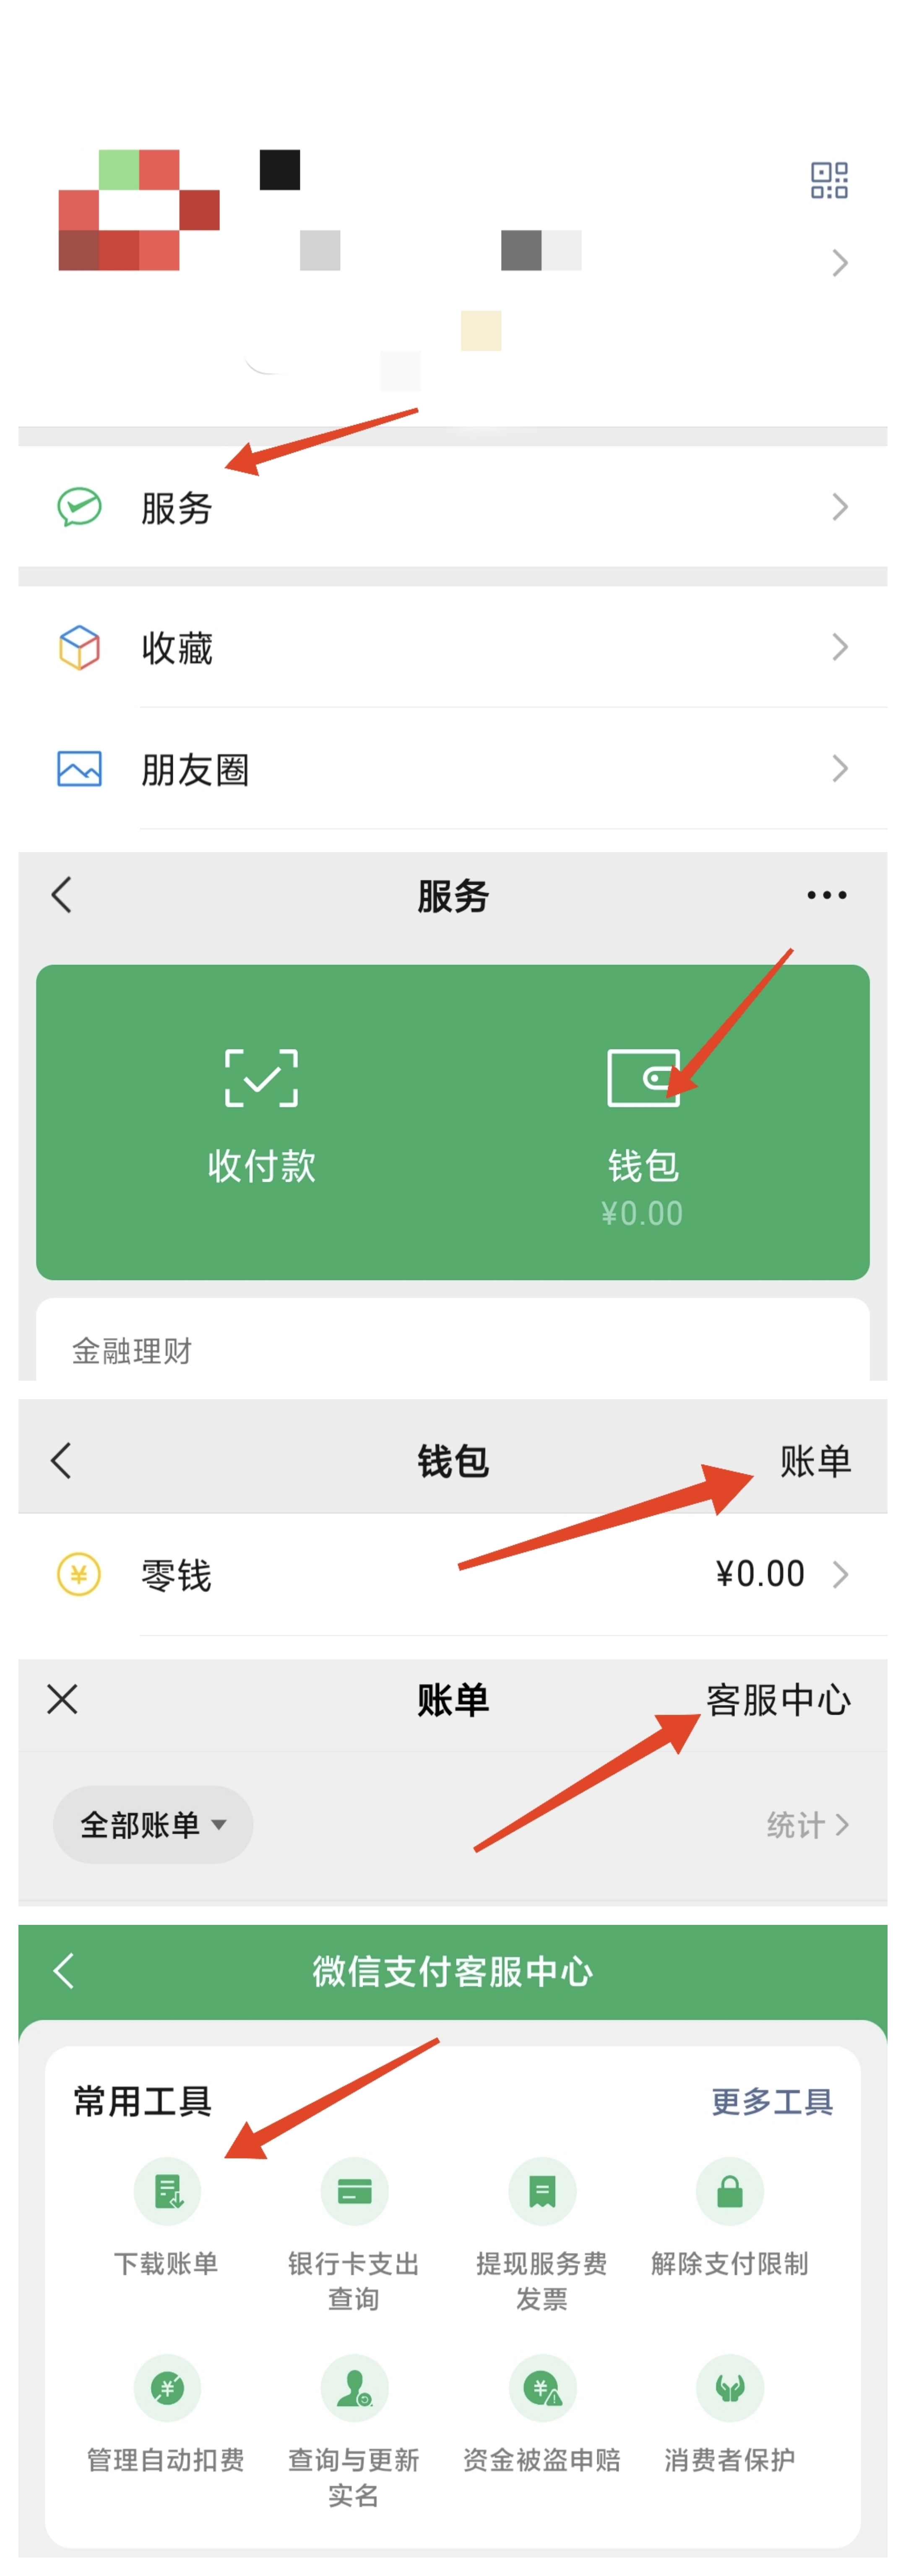 服务
收藏
朋友圈
服务
收付款
钱包
¥0.00
金融理财
钱包
账单
零钱
¥0.00
账单
客服中心
全部账单
统计
微信支付客服中心
常用工具
更多工具
下载账单
银行卡支出
查询
提现服务费
发票
解除支付限制
管理自动扣费
查询与更新
实名
资金被盗申赔
消费者保护